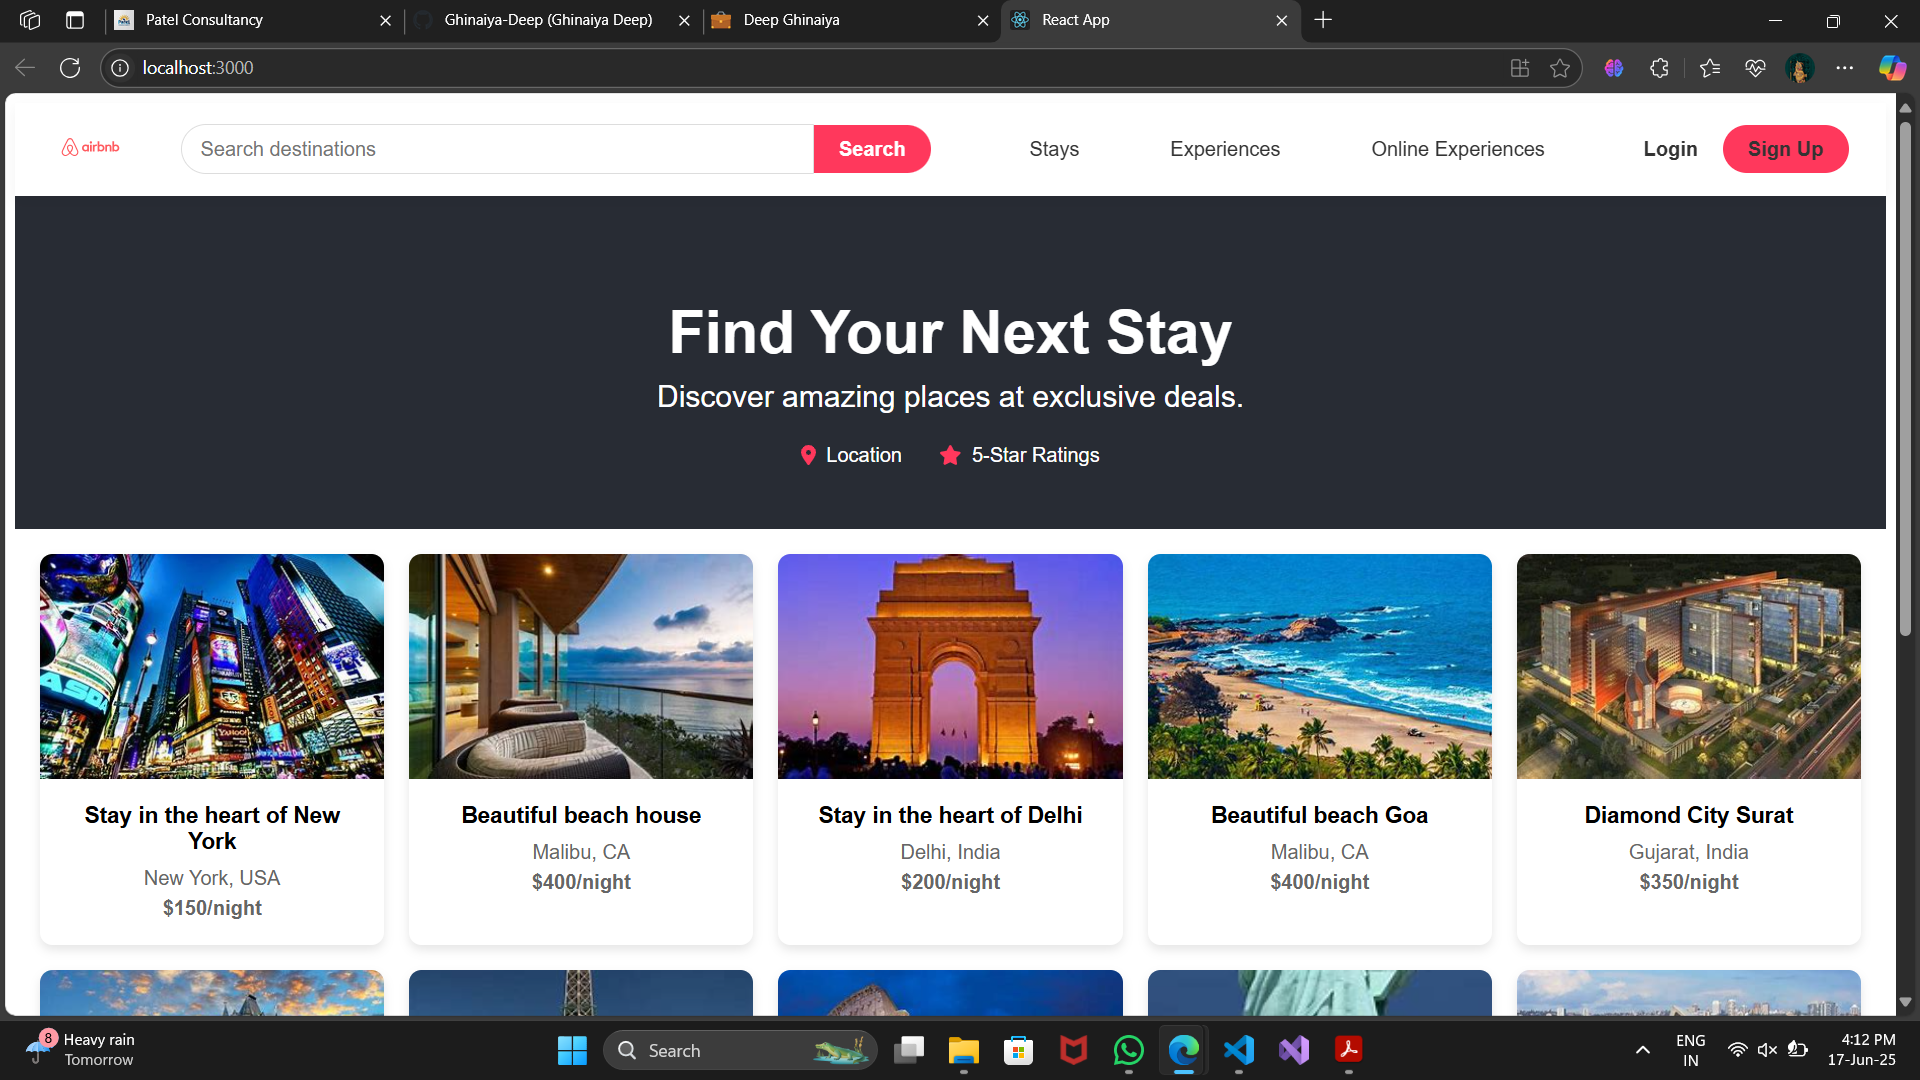 Patel Consultancy
Ghinaiya-Deep (Ghinaiya Deep)
Deep Ghinaiya
React App
localhost:3000
airbnb
Search destinations
Search
Stays
Experiences
Online Experiences
Login
Sign Up
Find Your Next Stay
Discover amazing places at exclusive deals.
Location
5-Star Ratings
YAHOO!
Stay in the heart of New
York
New York, USA
$150/night
Beautiful beach house
Malibu, CA
$400/night
Stay in the heart of Delhi
Delhi, India
$200/night
Beautiful beach Goa
Malibu, CA
$400/night
Diamond City Surat
Gujarat, India
$350/night
8
Heavy rain
Tomorrow
Search
ENG
IN
4:12 PM
17-Jun-25